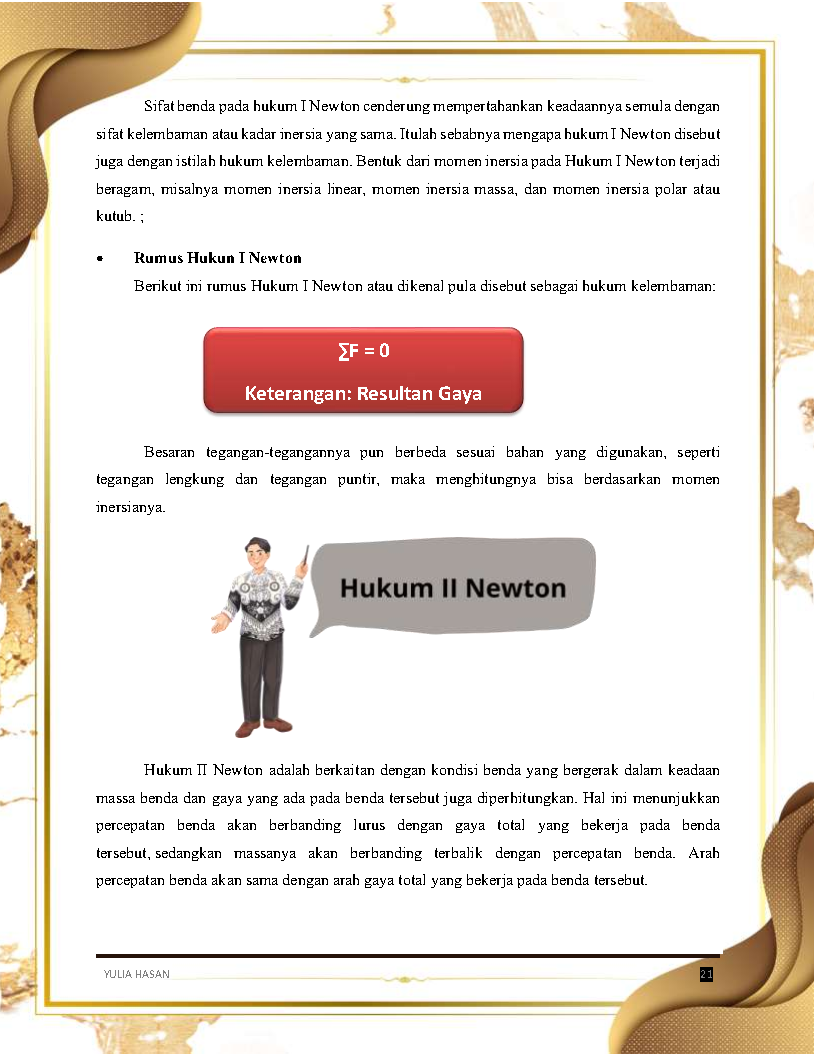 Sifat benda pada hukum I Newton cenderung mempertahankan keadaannya semula dengan
sifat kelembaman atau kadar inersia yang sama. Itulah sebabnya mengapa hukum I Newton disebut
juga dengan istilah hukum kelembaman. Bentuk dari momen inersia pada Hukum I Newton terjadi
beragam, misalnya momen inersia linear, momen inersia massa, dan momen inersia polar atau
kutub. ;
• Rumus Hukun I Newton
Berikut ini rumus Hukum I Newton atau dikenal pula disebut sebagai hukum kelembaman:
∑F = 0
Keterangan: Resultan Gaya
Besaran tegangan-tegangannya pun berbeda sesuai bahan yang digunakan, seperti
tegangan lengkung dan tegangan puntir, maka menghitungnya bisa berdasarkan momen
inersianya.
Hukum II Newton
Hukum II Newton adalah berkaitan dengan kondisi benda yang bergerak dalam keadaan
massa benda dan gaya yang ada pada benda tersebut juga diperhitungkan. Hal ini menunjukkan
percepatan benda akan berbanding lurus dengan gaya total yang bekerja pada benda
tersebut, sedangkan massanya akan berbanding terbalik dengan percepatan benda. Arah
percepatan benda akan sama dengan arah gaya total yang bekerja pada benda tersebut.
YULIA HASAN 21